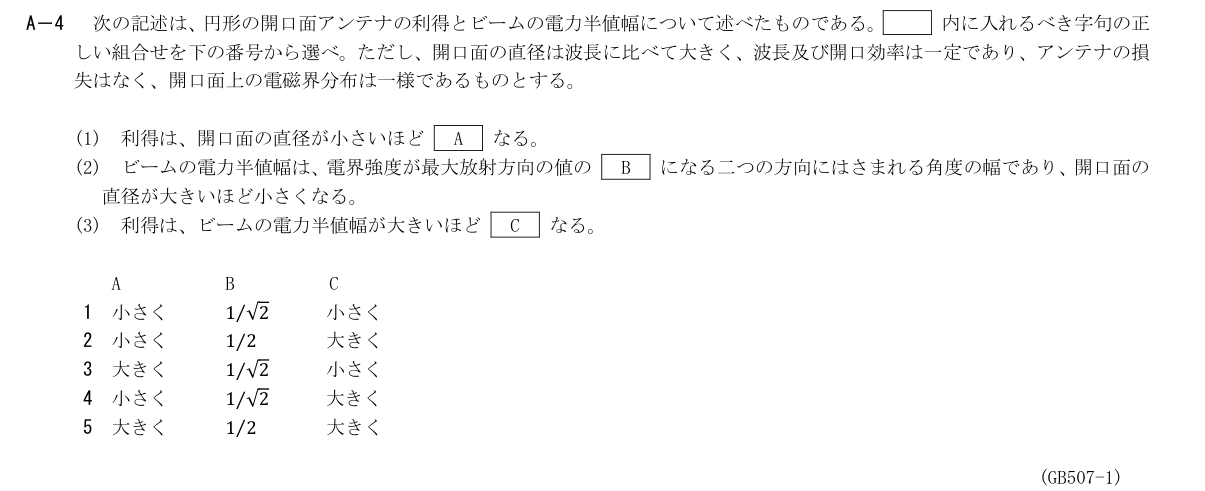 A－4 次の記述は、円形の開口面アンテナの利得とビームの電力半値幅について述べたものである。 内に入れるべき字句の正
しい組合せを下の番号から選べ。ただし、開口面の直径は波長に比べて大きく、波長及び開口効率は一定であり、アンテナの損
失はなく、開口面上の電磁界分布は一様であるものとする。
(1) 利得は、開口面の直径が小さいほど A なる。
(2) ビームの電力半値幅は、電界強度が最大放射方向の値の B になる二つの方向にはさまれる角度の幅であり、開口面の
直径が大きいほど小さくなる。
(3) 利得は、ビームの電力半値幅が大きいほど C なる。
A B C
1 小さく 1/√2 小さく
2 小さく 1/2 大きく
3 大きく 1/√2 小さく
4 小さく 1/√2 大きく
5 大きく 1/2 大きく
(GB507-1)